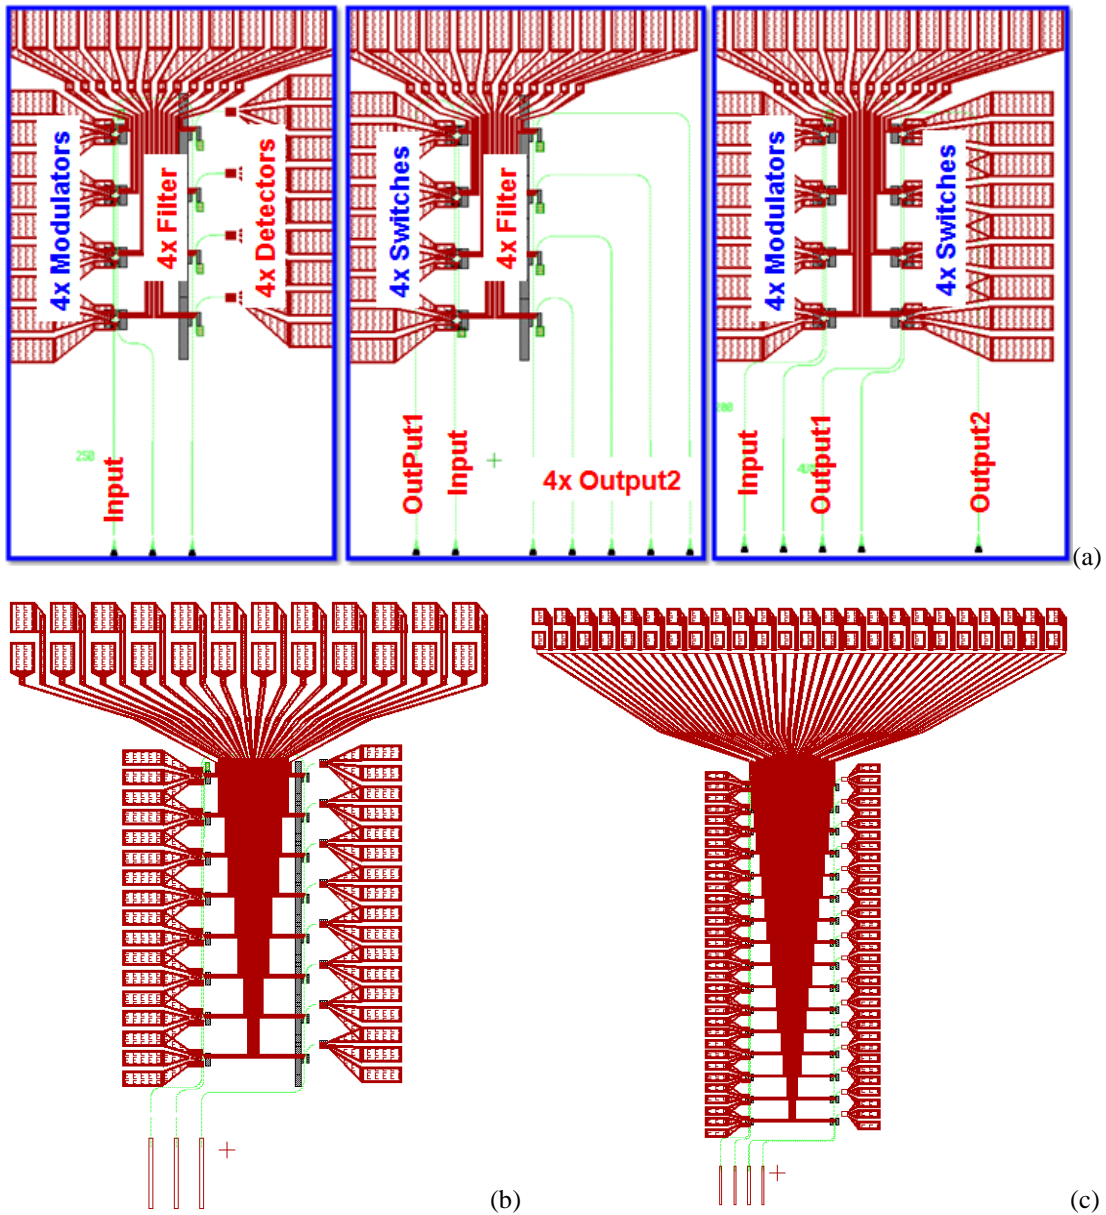 4x Modulators
4x Filter
4x Detectors
250
Input
4x Switches
4x Filter
OutPut1
Input
4x Output2
4x Modulators
4x Switches
Input
Output1
Output2
(a)
(b)
(c)